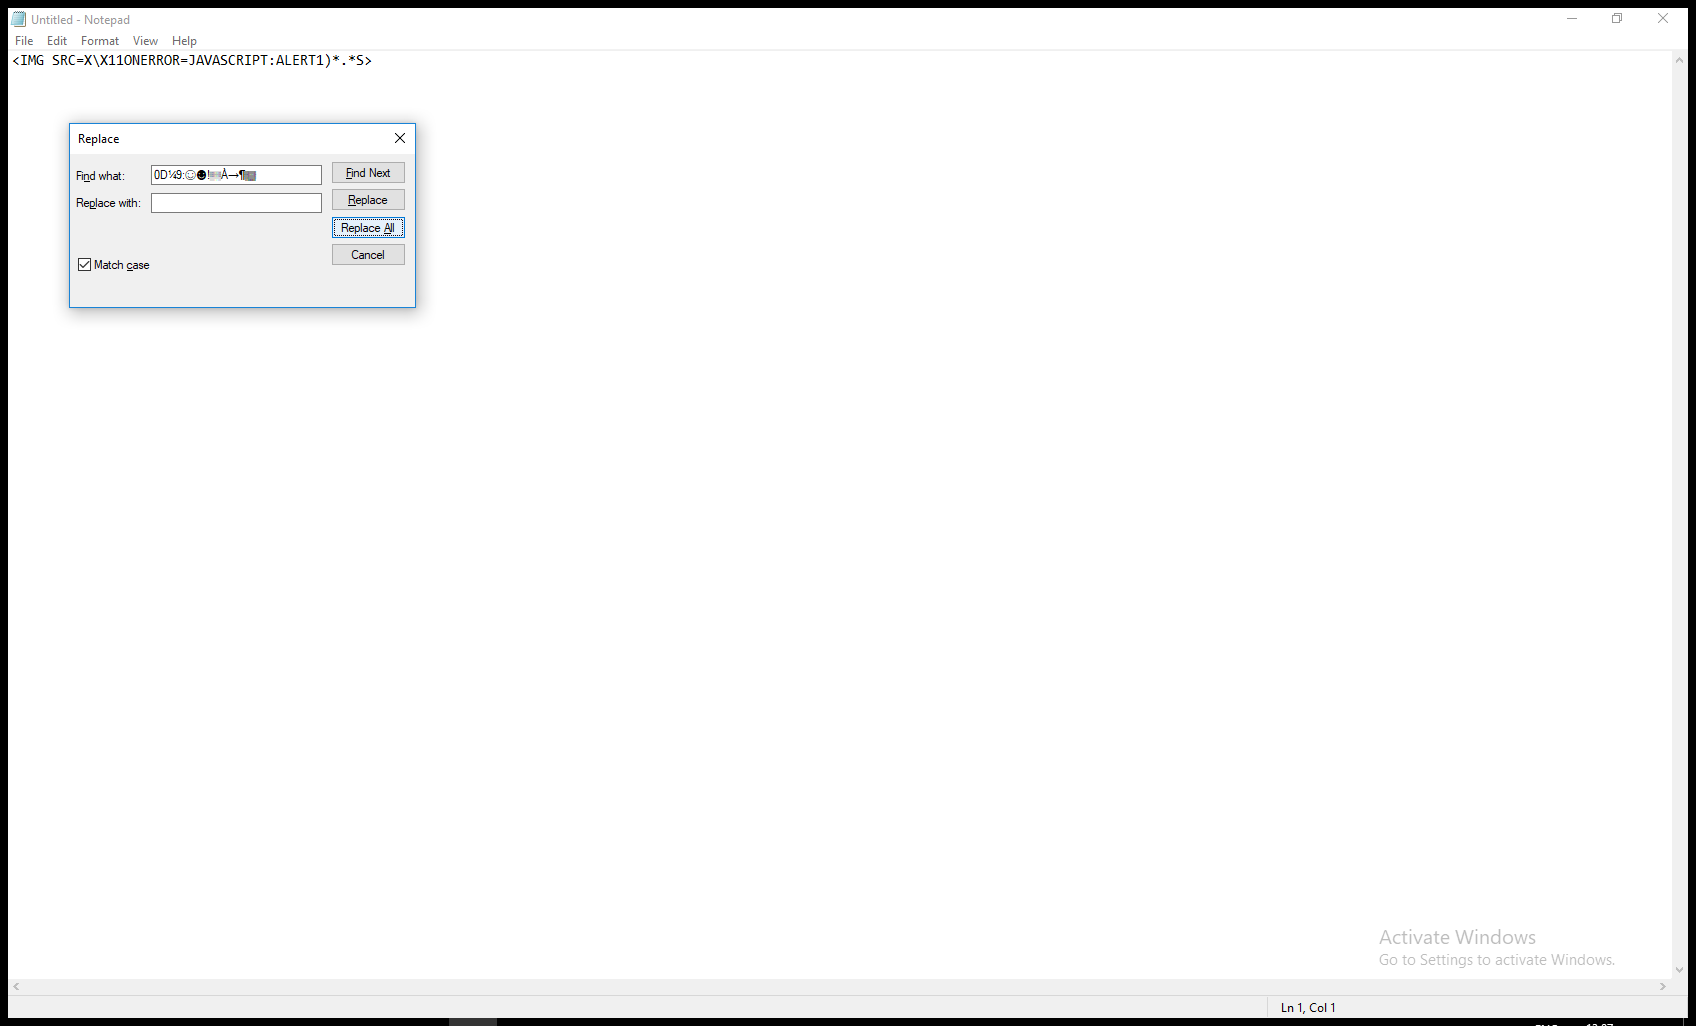 Untitled - Notepad
File Edit Format View Help
<IMG SRC=X\X11ONERROR=JAVASCRIPT:ALERT1)*.*S>
Replace
Find what: 0D¼9:☺☻!░▒Å→¶▓
Find Next
Replace with:
Replace
Replace All
Cancel
Match case
Activate Windows
Go to Settings to activate Windows.
Ln 1, Col 1